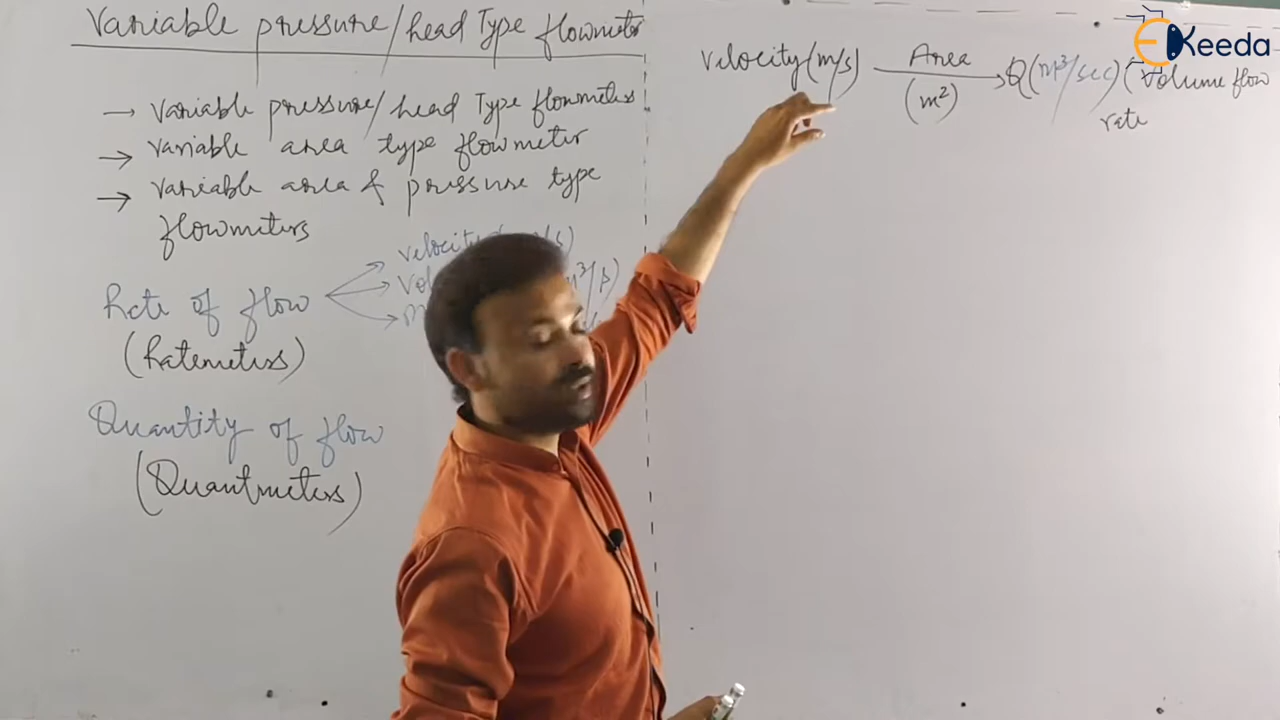 Variable pressure/head Type flowmeter
→ Variable pressure/head Type flowmeters
→ Variable area type flowmeter
→ Variable area & pressure type
flowmeters
Rate of flow
(Ratemeters)
velocity
Quantity of flow
(Quantmeters)
Velocity (m/s) Area (m²) → Q (m³/sec) (Volume flow
rate
EKeeda